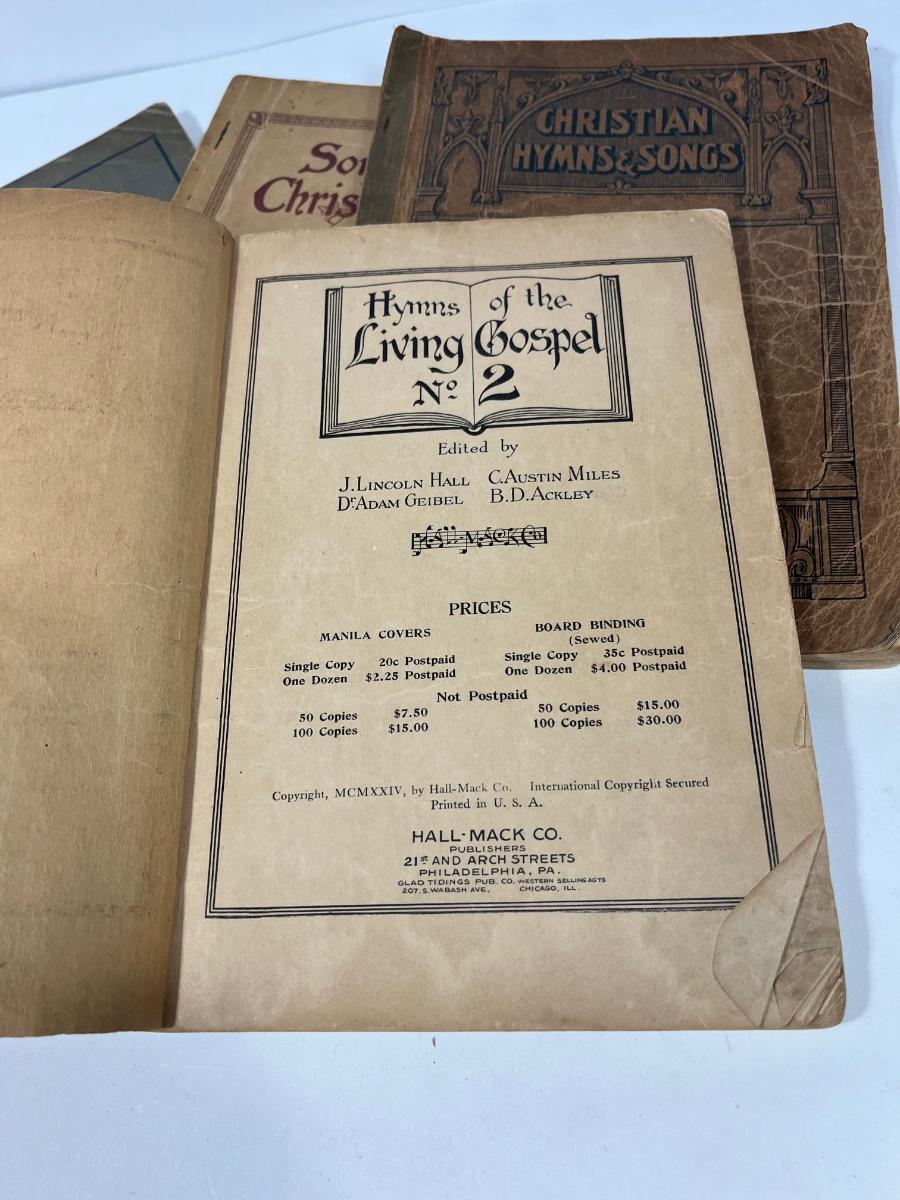 CHRISTIAN
HYMNS & SONGS
Hymns of the
Living Gospel
No 2
Edited by
J. LINCOLN HALL C. AUSTIN MILES
Dr. ADAM GEIBEL B. D. ACKLEY
HALL-MACK CO
PRICES
MANILA COVERS
Single Copy 20c Postpaid
One Dozen $2.25 Postpaid
BOARD BINDING
(Sewed)
Single Copy 35c Postpaid
One Dozen $4.00 Postpaid
Not Postpaid
50 Copies $7.50
100 Copies $15.00
50 Copies $15.00
100 Copies $30.00
Copyright, MCMXXIV, by Hall-Mack Co. International Copyright Secured
Printed in U. S. A.
HALL-MACK CO.
PUBLISHERS
21st AND ARCH STREETS
PHILADELPHIA, PA.
GLAD TIDINGS PUB. CO. WESTERN SELLING AGTS
207, S. WABASH AVE, CHICAGO, ILL.